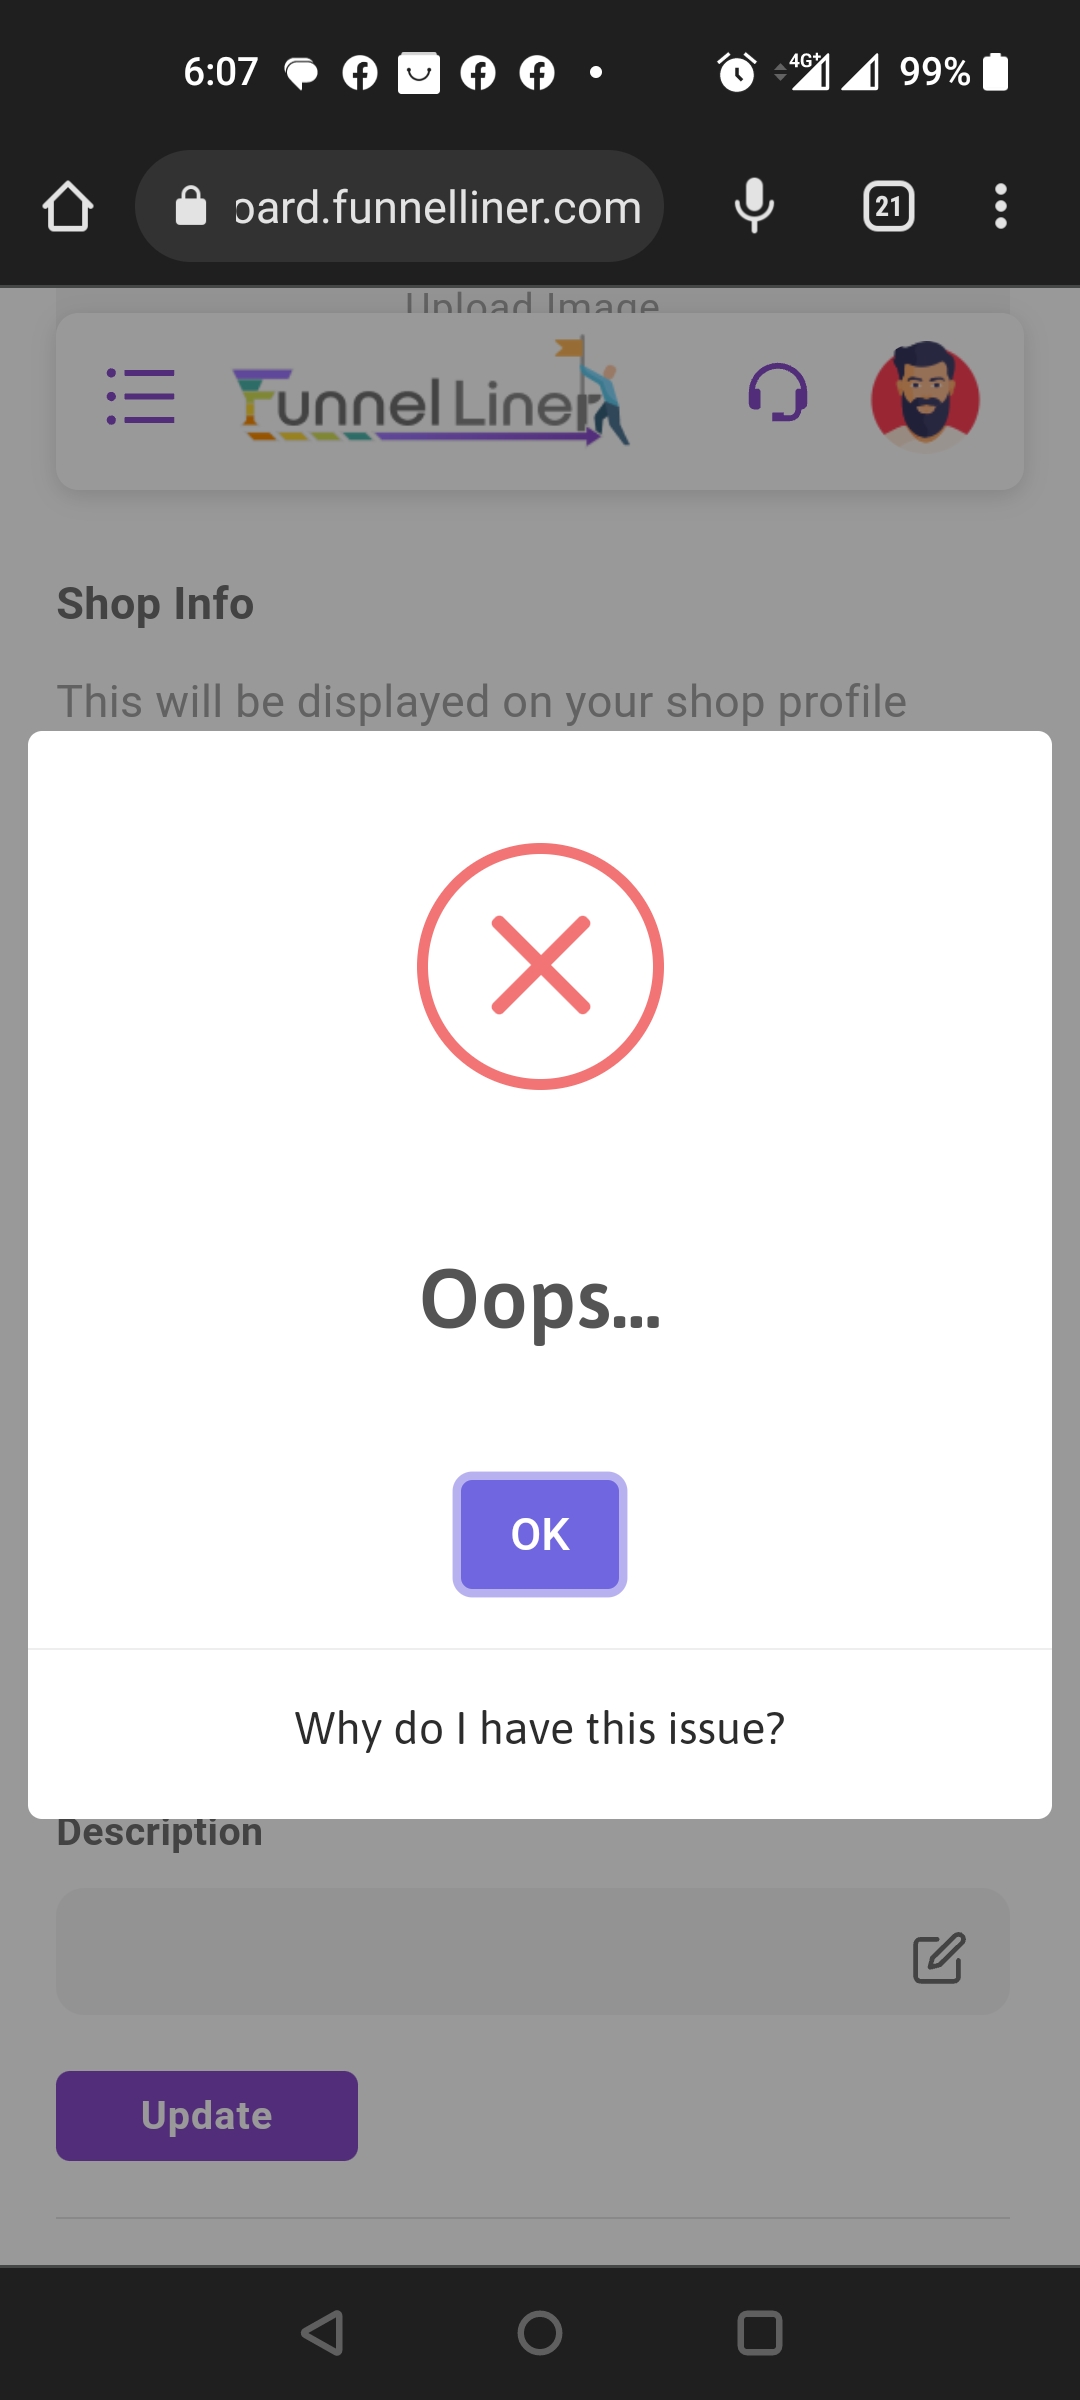 6:07
4G+
99%
oard.funnelliner.com
21
Upload Image
Funnel Liner
Shop Info
This will be displayed on your shop profile
Oops...
OK
Why do I have this issue?
Description
Update